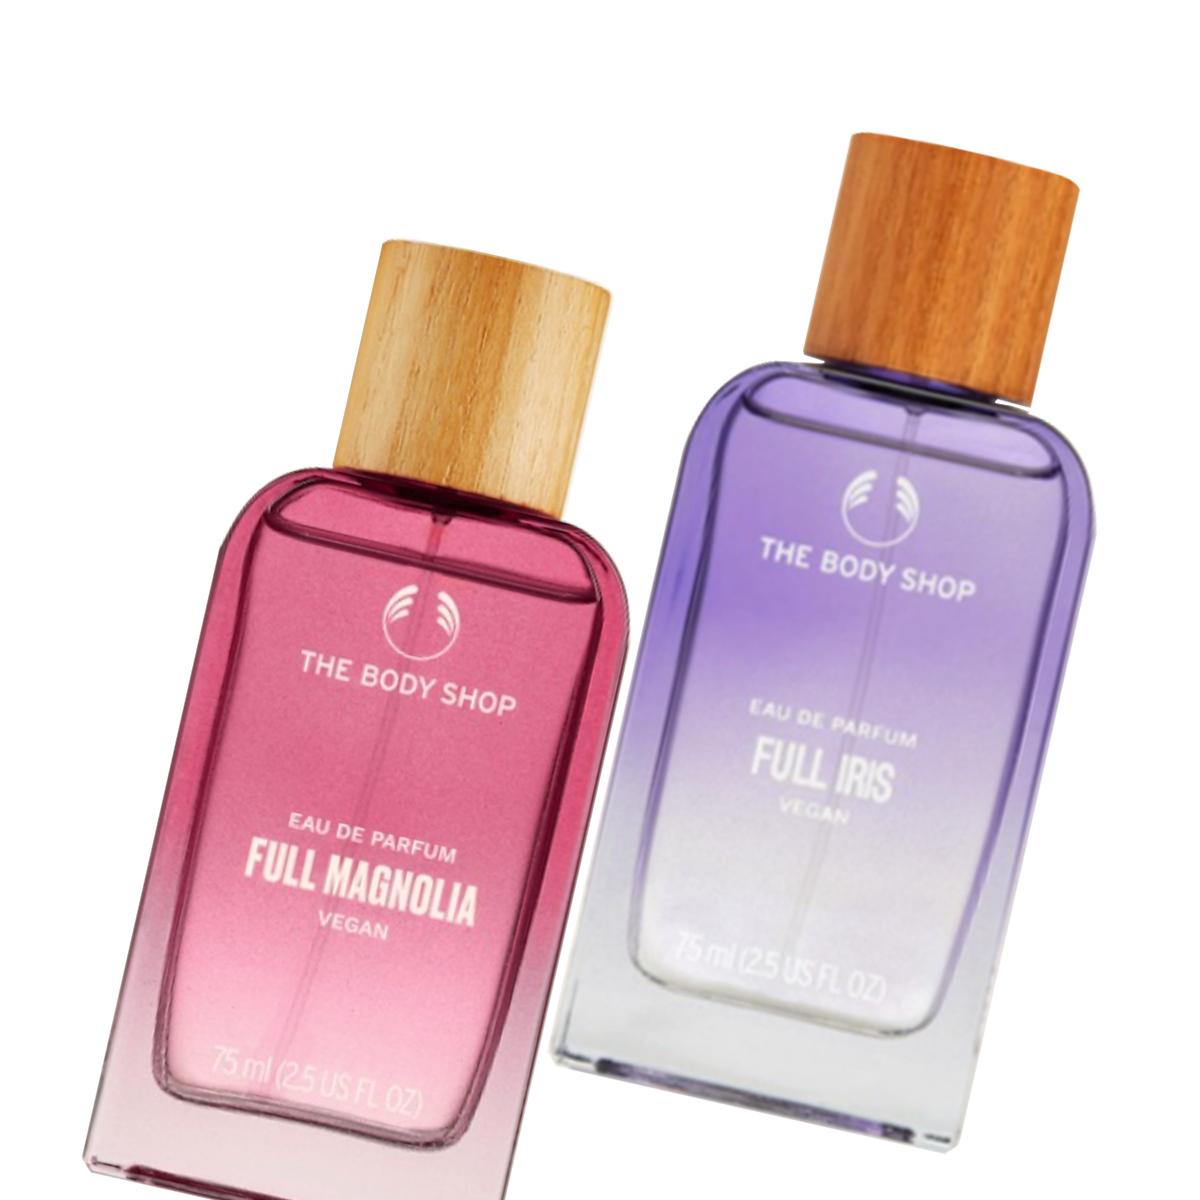 THE BODY SHOP
EAU DE PARFUM
FULL MAGNOLIA
VEGAN
75 ml (2.5 US FL OZ)
THE BODY SHOP
EAU DE PARFUM
FULL IRIS
VEGAN
75 ml (2.5 US FL OZ)